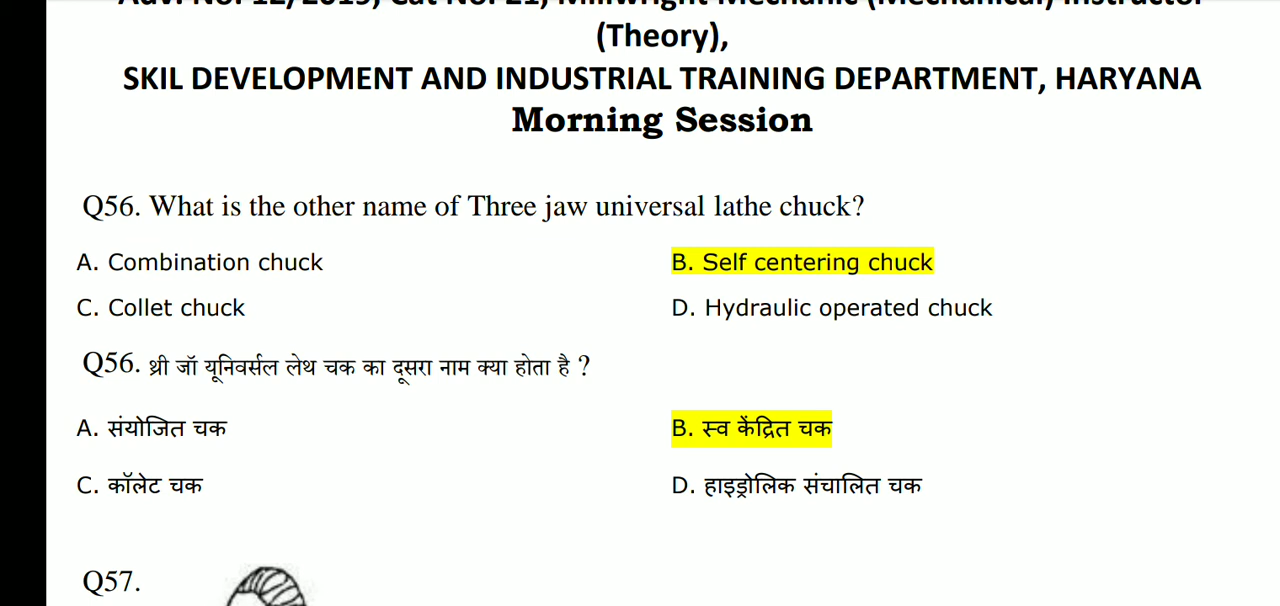 (Theory),
SKIL DEVELOPMENT AND INDUSTRIAL TRAINING DEPARTMENT, HARYANA
Morning Session
Q56. What is the other name of Three jaw universal lathe chuck?
A. Combination chuck B. Self centering chuck
C. Collet chuck D. Hydraulic operated chuck
Q56. थ्री जॉ यूनिवर्सल लेथ चक का दूसरा नाम क्या होता है ?
A. संयोजित चक B. स्व केंद्रित चक
C. कॉलेट चक D. हाइड्रोलिक संचालित चक
Q57.